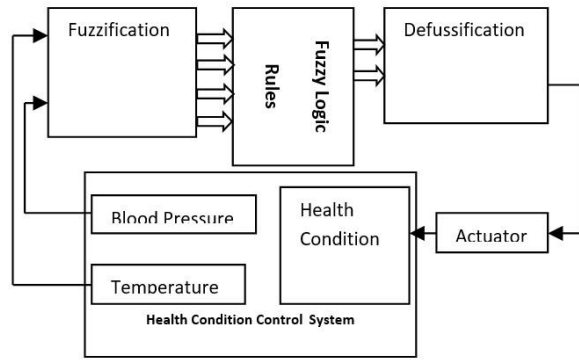 Fuzzification
Fuzzy Logic
Rules
Defussification
Blood Pressure
Temperature
Health
Condition
Actuator
Health Condition Control System